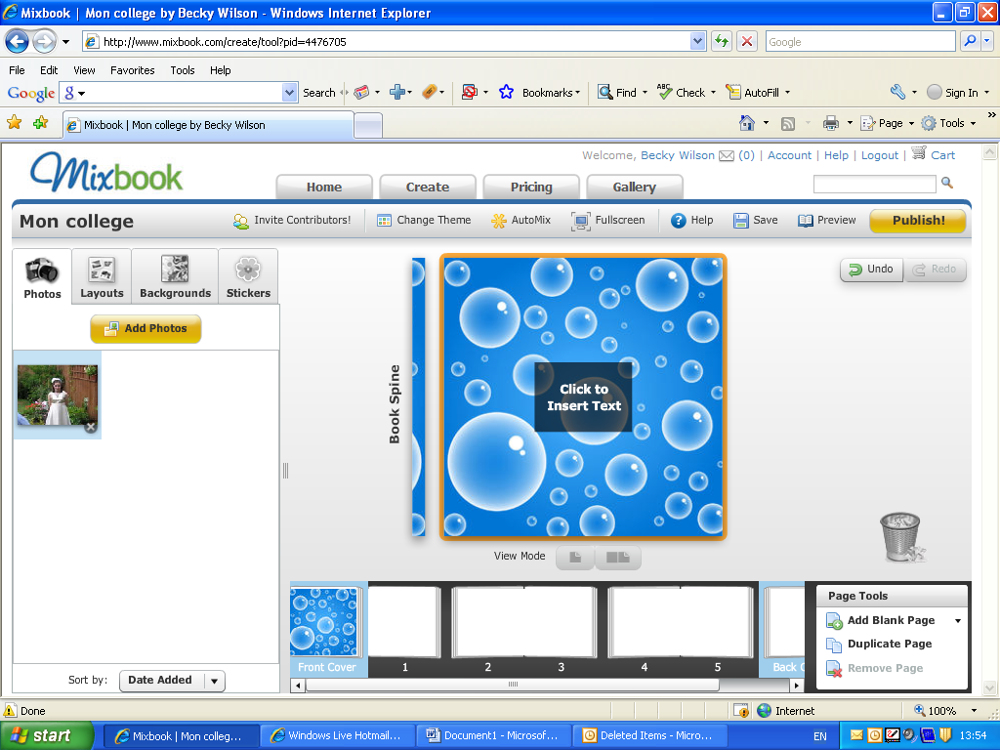 Mixbook | Mon college by Becky Wilson - Windows Internet Explorer
http://www.mixbook.com/create/tool?pid=4476705
Google
File Edit View Favorites Tools Help
Google g Search Bookmarks Find ABC Check AutoFill Sign In
Mixbook | Mon college by Becky Wilson Page Tools
Welcome, Becky Wilson (0) | Account | Help | Logout | Cart
Mixbook
Home Create Pricing Gallery
Mon college Invite Contributors! Change Theme AutoMix Fullscreen Help Save Preview Publish!
Photos Layouts Backgrounds Stickers
Undo Redo
Add Photos
Book Spine
Click to
Insert Text
View Mode
Front Cover 1 2 3 4 5 Back C
Page Tools
Add Blank Page
Duplicate Page
Remove Page
Sort by: Date Added
Done Internet 100%
start Mixbook | Mon colleg... Windows Live Hotmail... Document1 - Microsof... Deleted Items - Micro... EN 13:54